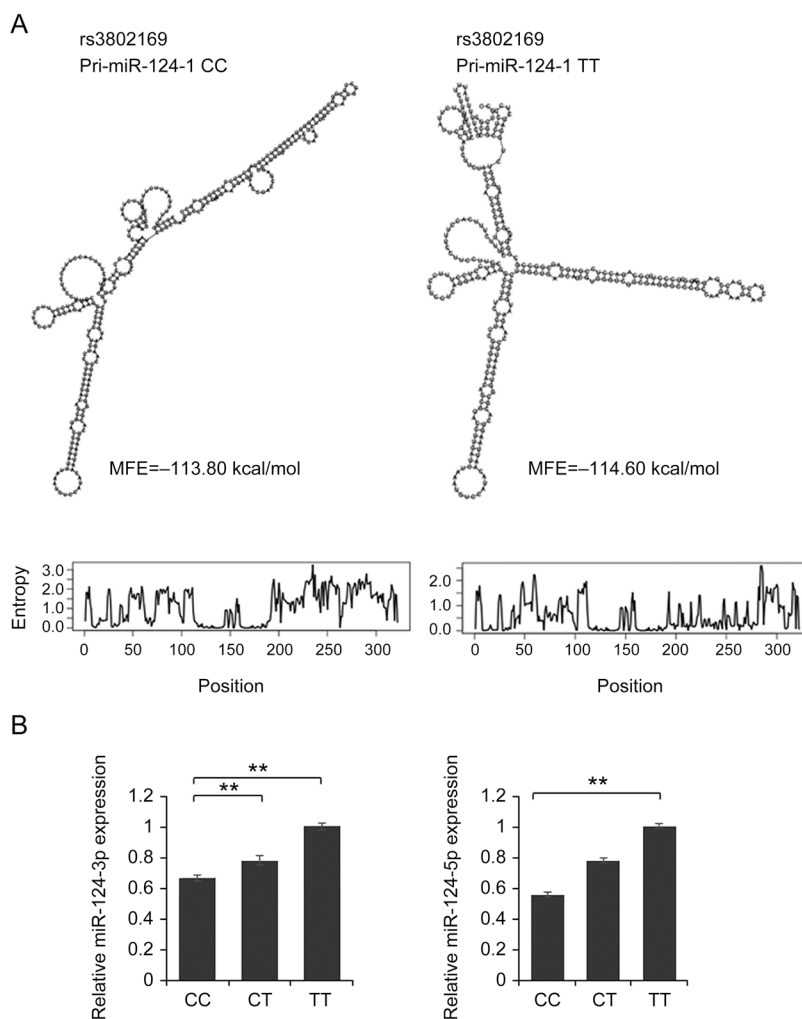 A
rs3802169
Pri-miR-124-1 CC
rs3802169
Pri-miR-124-1 TT
MFE=–113.80 kcal/mol
MFE=–114.60 kcal/mol
Entropy
3.0
2.0
1.0
0.0
0 50 100 150 200 250 300
Position
2.0
1.0
0.0
0 50 100 150 200 250 300
Position
B
Relative miR-124-3p expression
1.2
1
0.8
0.6
0.4
0.2
0
**
**
CC CT TT
Relative miR-124-5p expression
1.2
1
0.8
0.6
0.4
0.2
0
**
CC CT TT